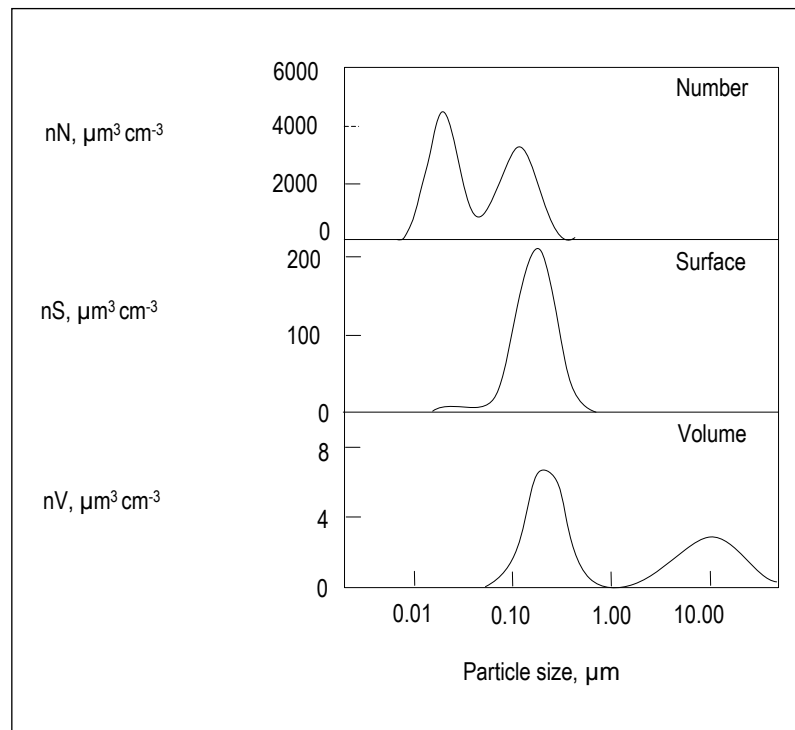 6000
Number
nN, µm³ cm⁻³
4000
2000
0
200
Surface
nS, µm³ cm⁻³
100
0
Volume
8
nV, µm³ cm⁻³
4
0
0.01 0.10 1.00 10.00
Particle size, µm